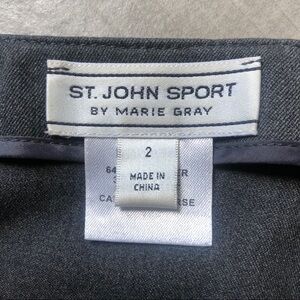 ST. JOHN SPORT
BY MARIE GRAY
2
MADE IN
CHINA